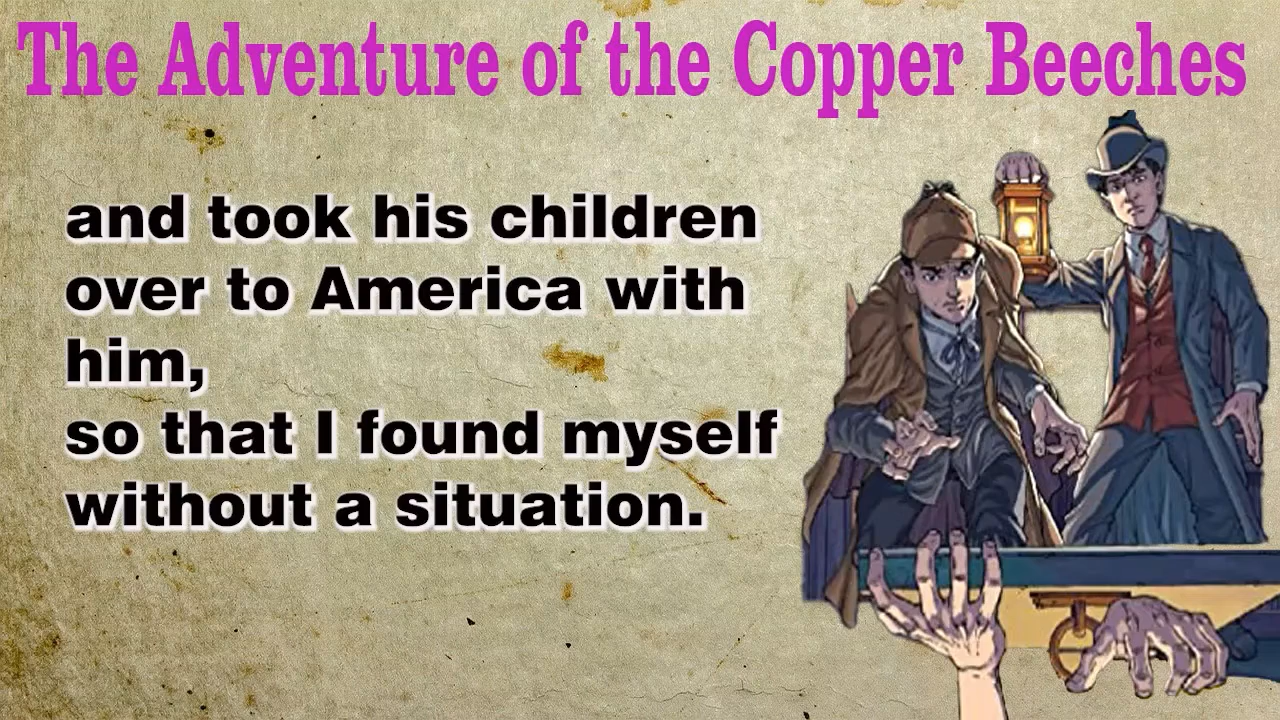 The Adventure of the Copper Beeches
and took his children
over to America with
him,
so that I found myself
without a situation.